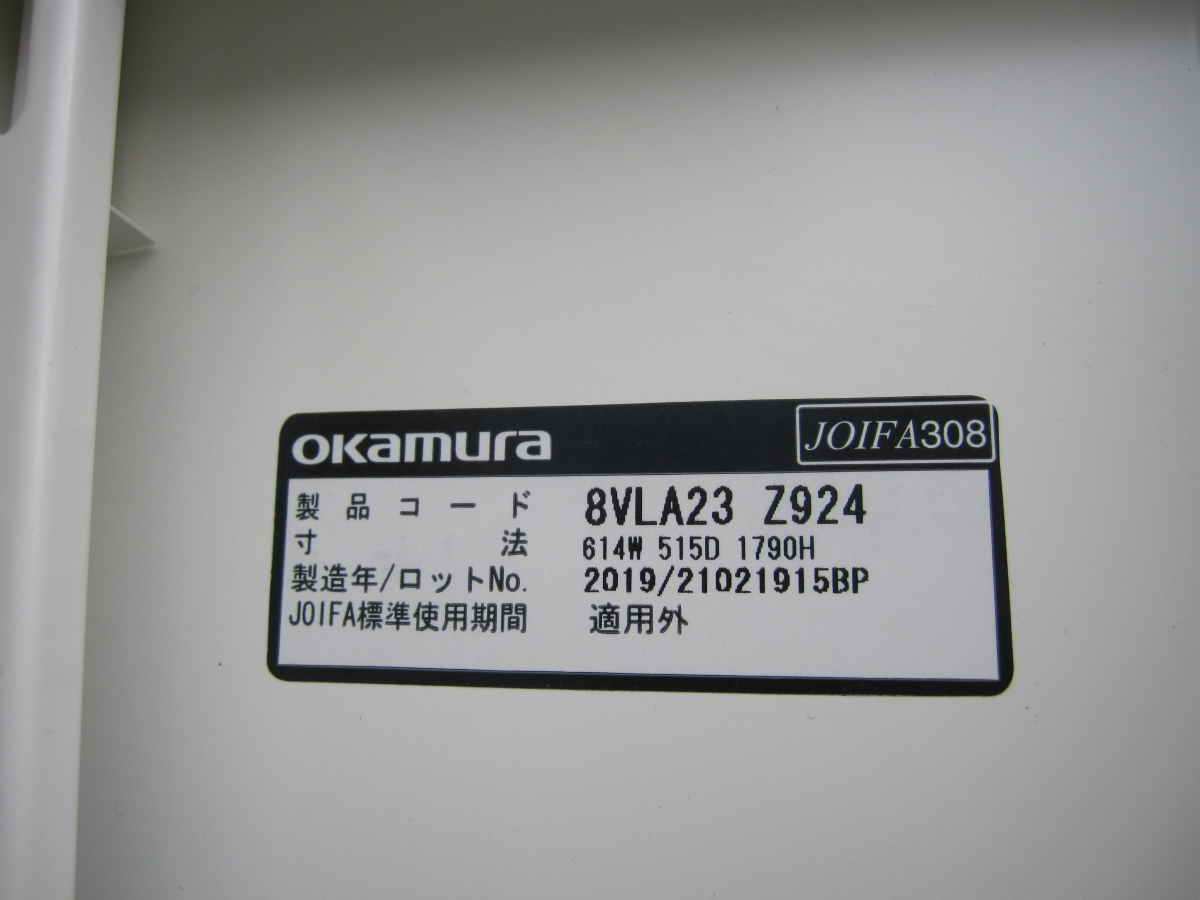 okamura JOIFA308
製品コード 8VLA23 Z924
寸法 614W 515D 1790H
製造年/ロットNo. 2019/21021915BP
JOIFA標準使用期間 適用外